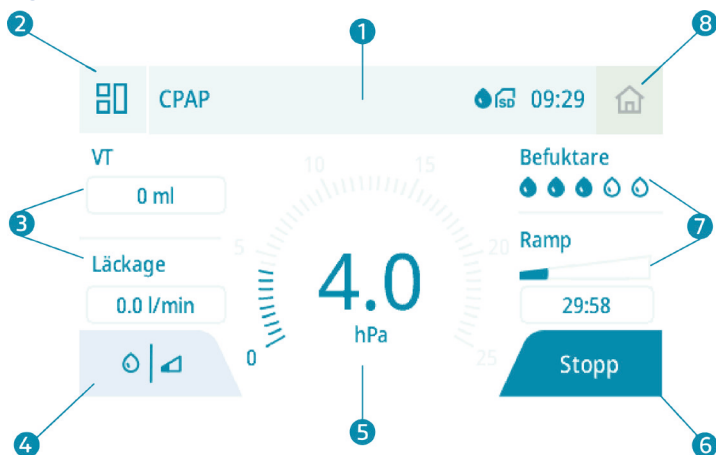 2
1
8
CPAP
SD
09:29
VT
0 ml
3
Läckage
0.0 l/min
4
10
15
5
20
0
25
4.0
hPa
5
Befuktare
7
Ramp
29:58
Stopp
6